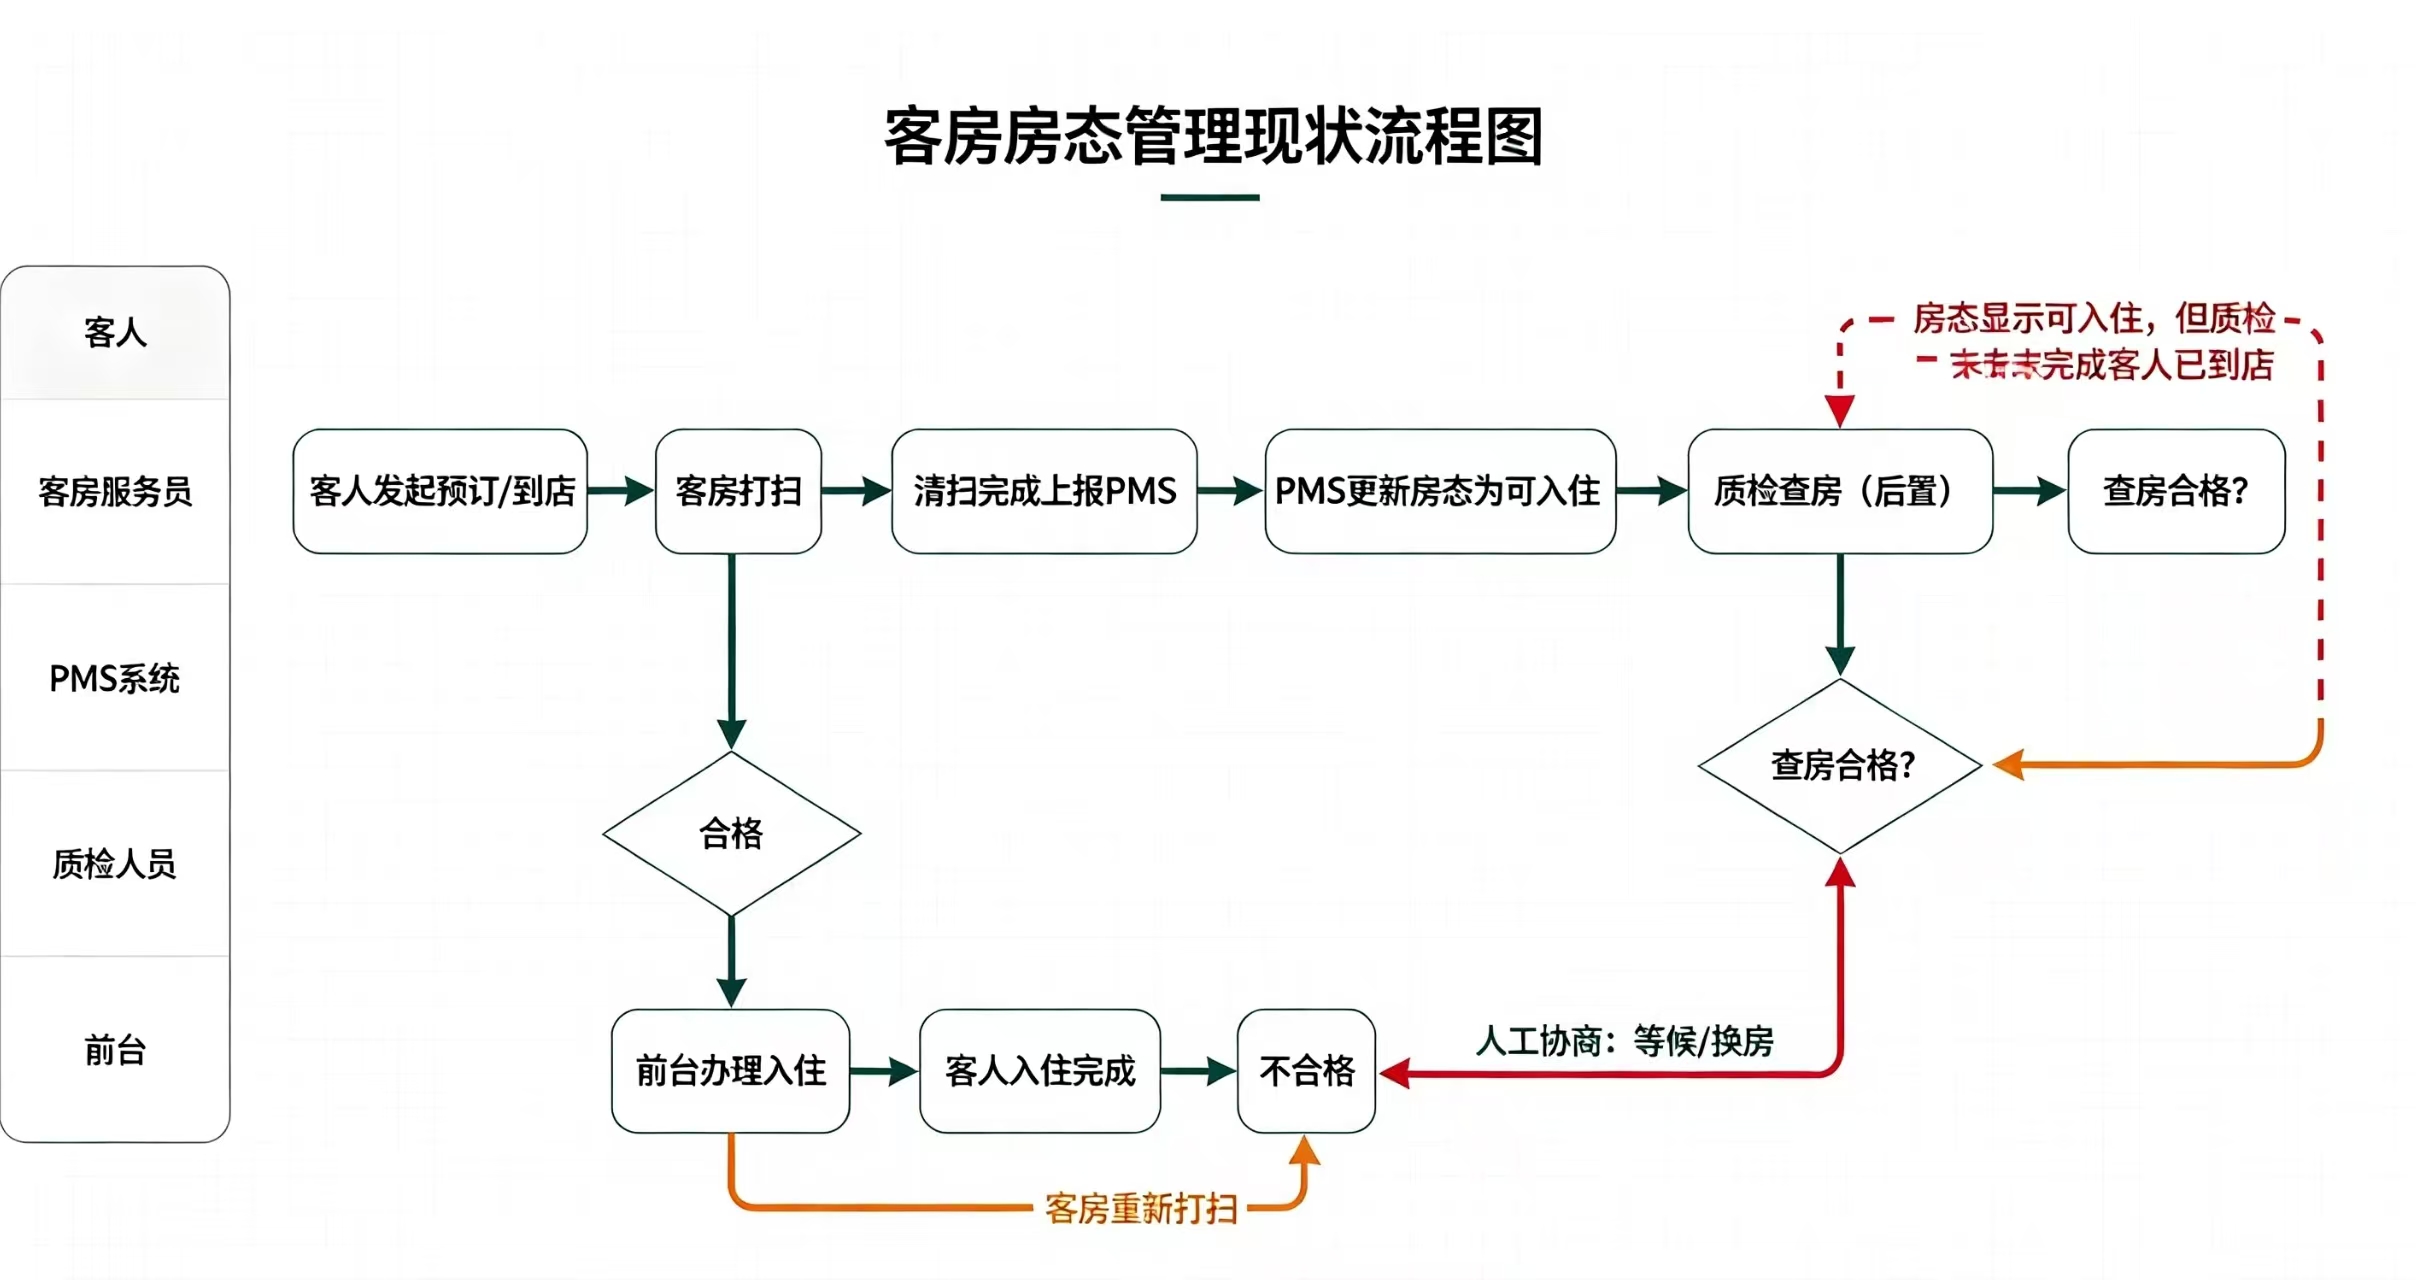 客房房态管理现状流程图
客人
客房服务员
PMS系统
质检人员
前台
房态显示可入住，但质检
未完成客人已到店
客人发起预订/到店
客房打扫
清扫完成上报PMS
PMS更新房态为可入住
质检查房（后置）
查房合格？
合格
查房合格？
前台办理入住
客人入住完成
不合格
人工协商：等候/换房
客房重新打扫